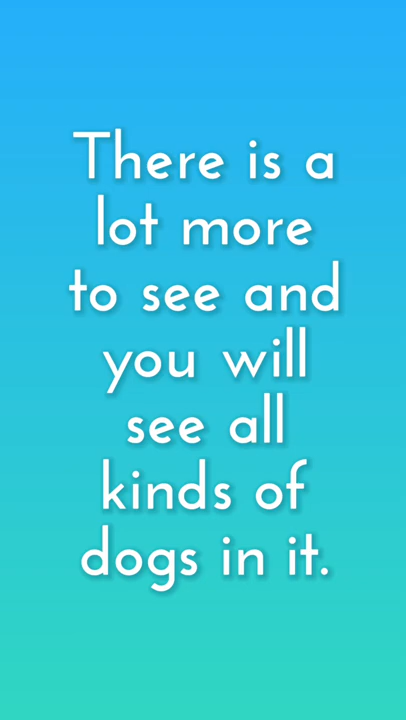 There is a
lot more
to see and
you will
see all
kinds of
dogs in it.